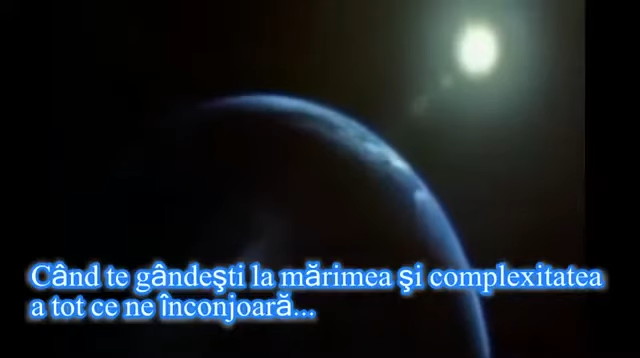 Când te gândeşti la mărimea şi complexitatea
a tot ce ne înconjoară...